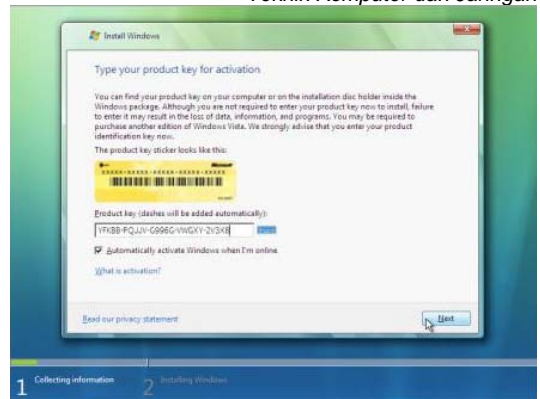 Teknik Komputer dan Jaringan
Install Windows
Type your product key for activation
You can find your product key on your computer or on the installation disc holder inside the
Windows package. Although you are not required to enter your product key now to install, failure
to enter it may result in the loss of data, information, and programs. You may be required to
purchase another edition of Windows Vista. We strongly advise that you enter your product
identification key now.
The product key sticker looks like this:
XXXXX-XXXXX-XXXXX-XXXXX-XXXXX
Product key (dashes will be added automatically):
Automatically activate Windows when I'm online
What is activation?
Read our privacy statement
Next
1 Collecting information
2 Installing Windows